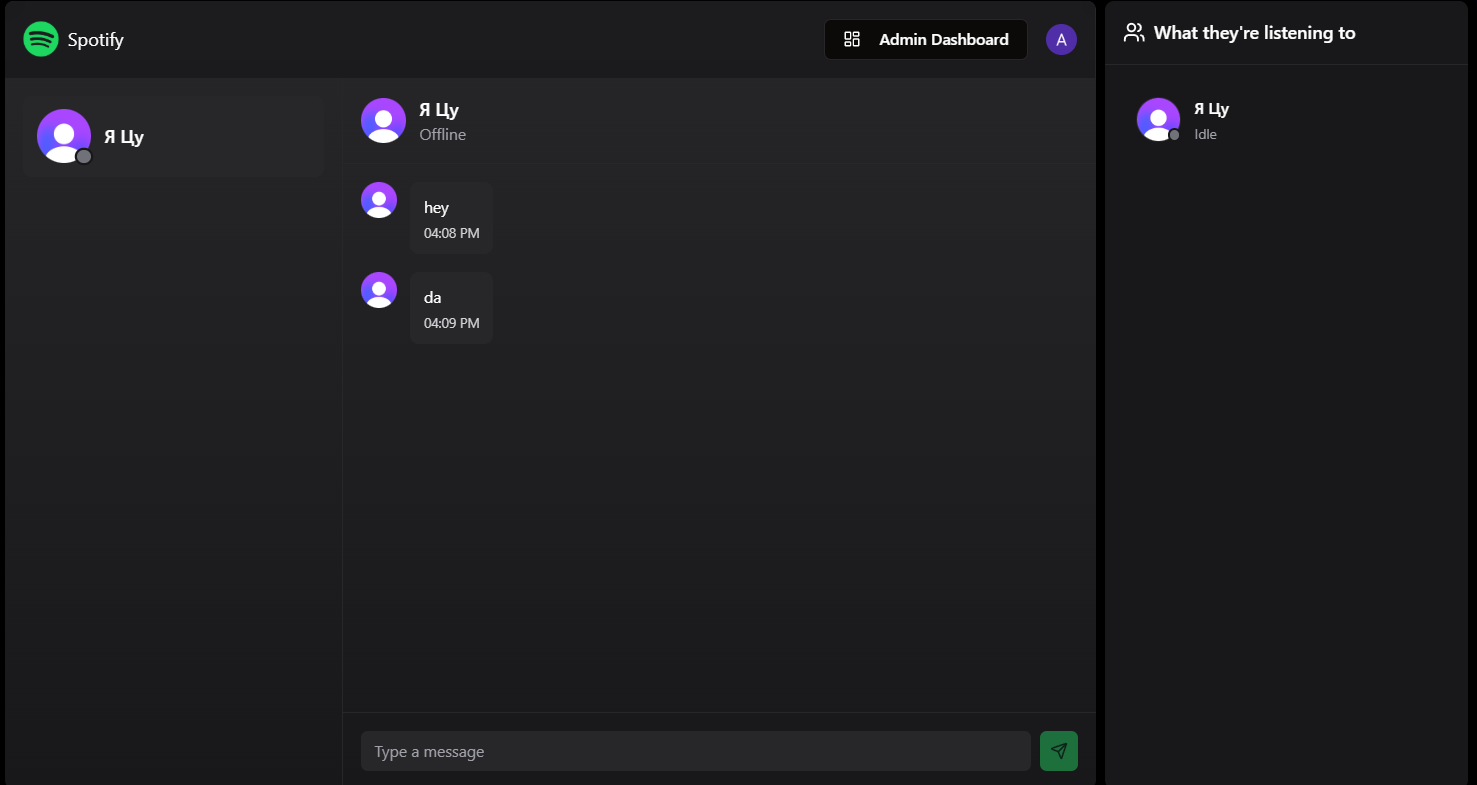 Spotify
Admin Dashboard
A
What they're listening to
Я Цу
Я Цу
Offline
hey
04:08 PM
da
04:09 PM
Type a message
Я Цу
Idle